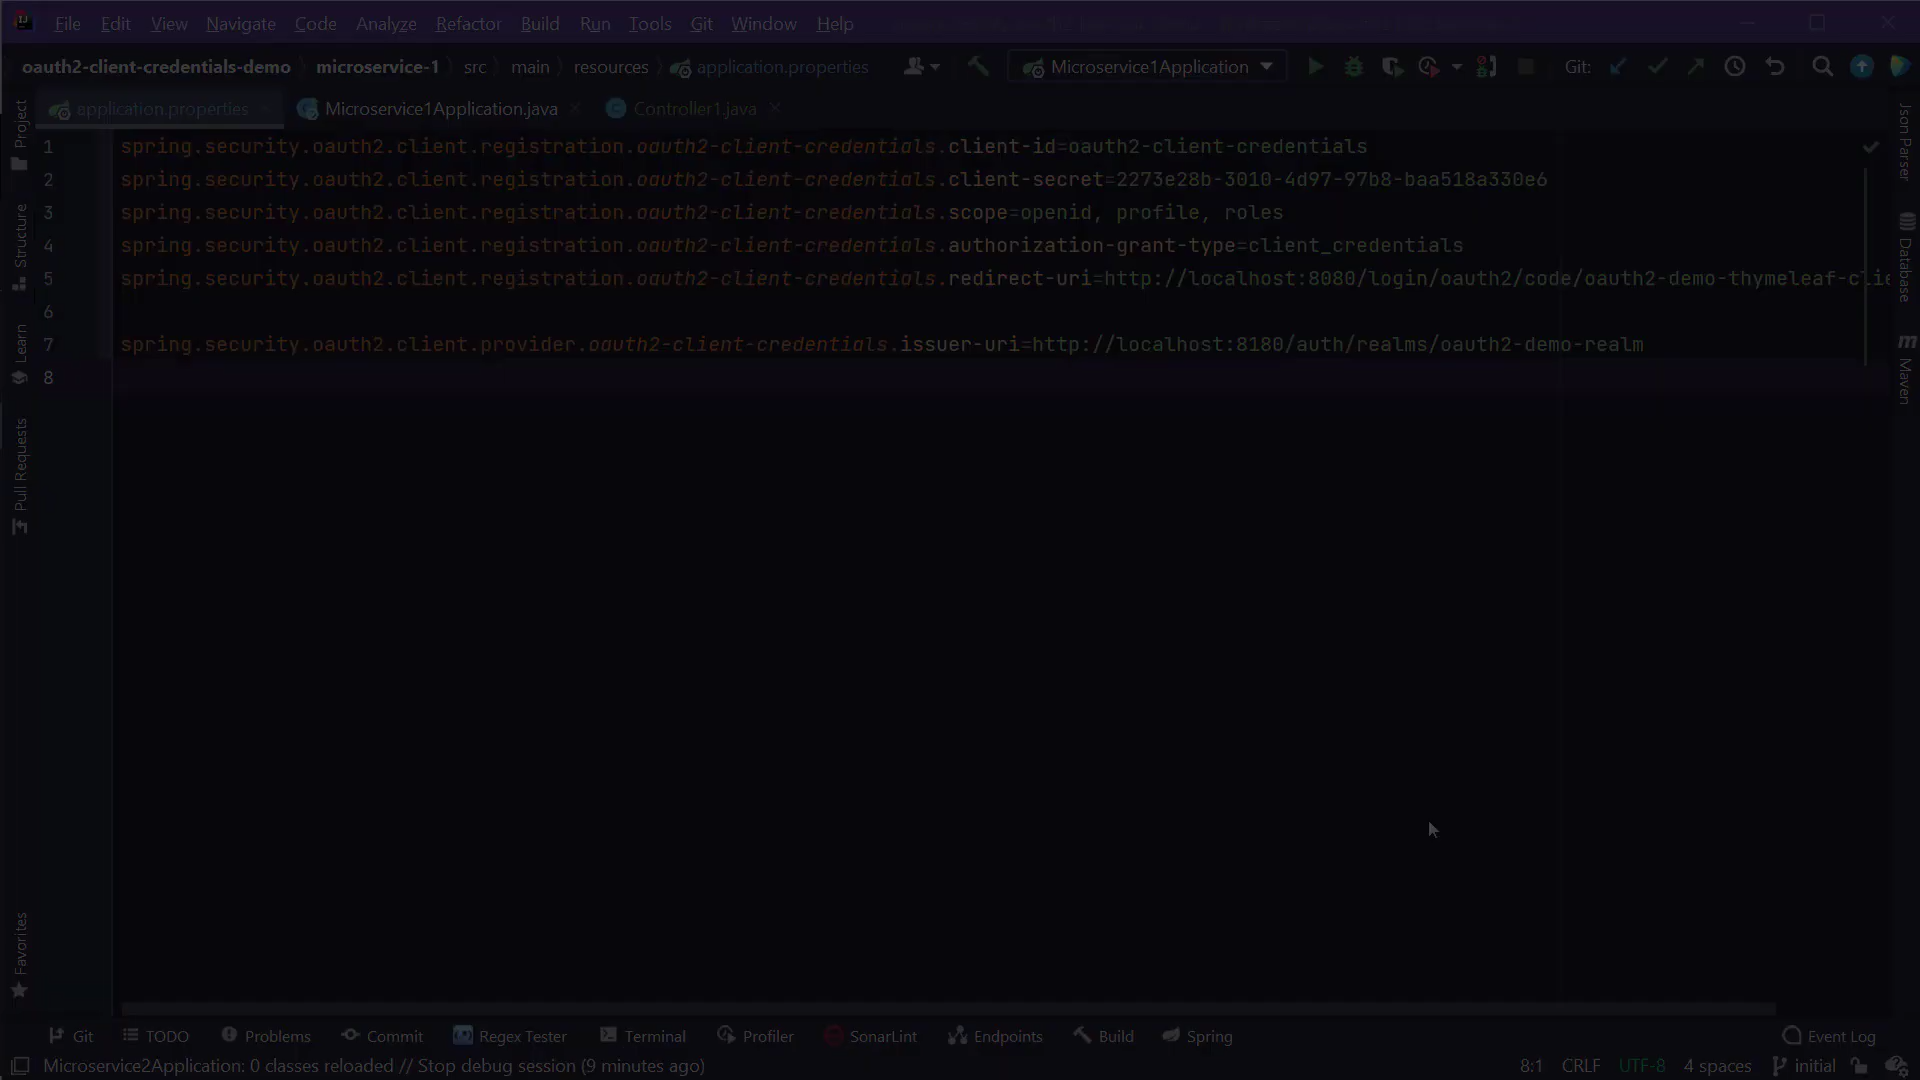 File Edit View Navigate Code Analyze Refactor Build Run Tools Git Window Help
oauth2-client-credentials-demo microservice-1 src main resources application.properties Microservice1Application Git:
application.properties Microservice1Application.java Controller1.java
1 spring.security.oauth2.client.registration.oauth2-client-credentials.client-id=oauth2-client-credentials
2 spring.security.oauth2.client.registration.oauth2-client-credentials.client-secret=2273e28b-3010-4d97-97b8-baa518a330e6
3 spring.security.oauth2.client.registration.oauth2-client-credentials.scope=openid, profile, roles
4 spring.security.oauth2.client.registration.oauth2-client-credentials.authorization-grant-type=client_credentials
5 spring.security.oauth2.client.registration.oauth2-client-credentials.redirect-uri=http://localhost:8080/login/oauth2/code/oauth2-demo-thymeleaf-clie
6
7 spring.security.oauth2.client.provider.oauth2-client-credentials.issuer-uri=http://localhost:8180/auth/realms/oauth2-demo-realm
8
Project
Structure
Learn
Pull Requests
Favorites
Json Parser
Database
Maven
Git TODO Problems Commit Regex Tester Terminal Profiler SonarLint Endpoints Build Spring Event Log
Microservice2Application: 0 classes reloaded // Stop debug session (9 minutes ago) 8:1 CRLF UTF-8 4 spaces initial